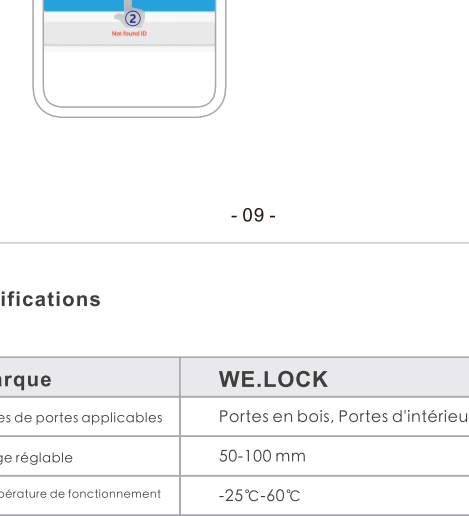 2
Not found ID
- 09 -
ifications
arque WE.LOCK
es de portes applicables Portes en bois, Portes d'intérieu
ge réglable 50-100 mm
pérature de fonctionnement -25℃-60℃